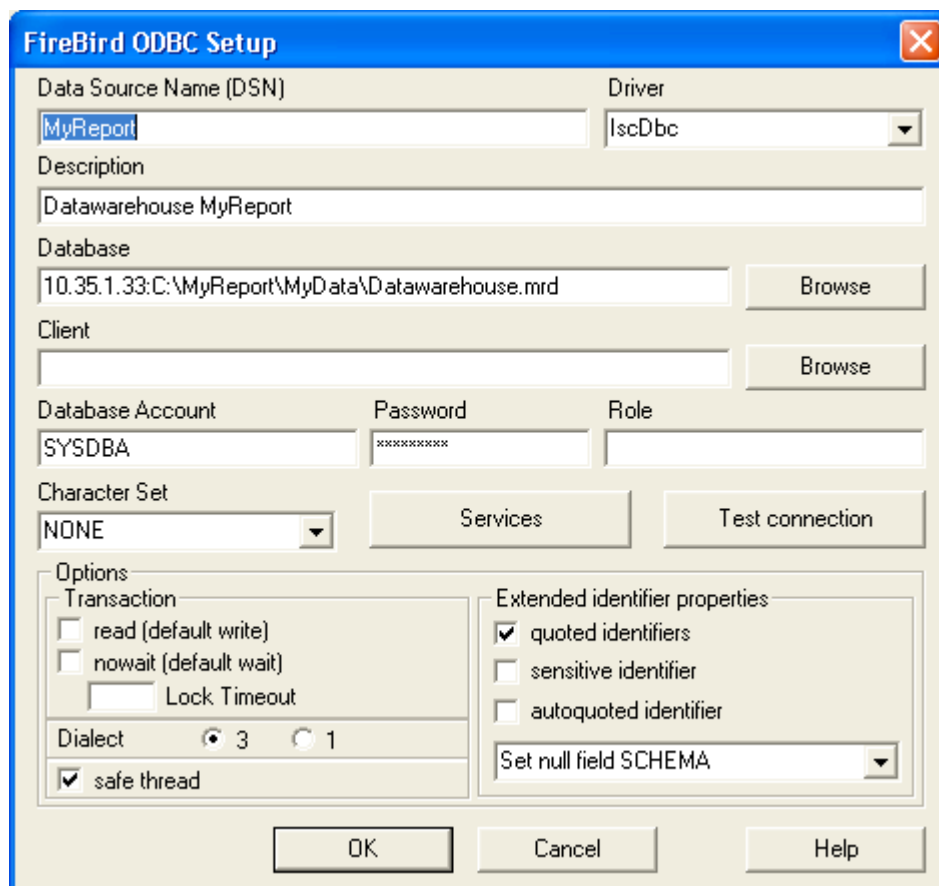 FireBird ODBC Setup
Data Source Name (DSN) Driver
MyReport IscDbc
Description
Datawarehouse MyReport
Database
10.35.1.33:C:\MyReport\MyData\Datawarehouse.mrd Browse
Client
Browse
Database Account Password Role
SYSDBA *********
Character Set
NONE Services Test connection
Options
Transaction Extended identifier properties
read (default write) quoted identifiers
nowait (default wait) sensitive identifier
Lock Timeout
autoquoted identifier
Dialect 3 1
Set null field SCHEMA
safe thread
OK Cancel Help